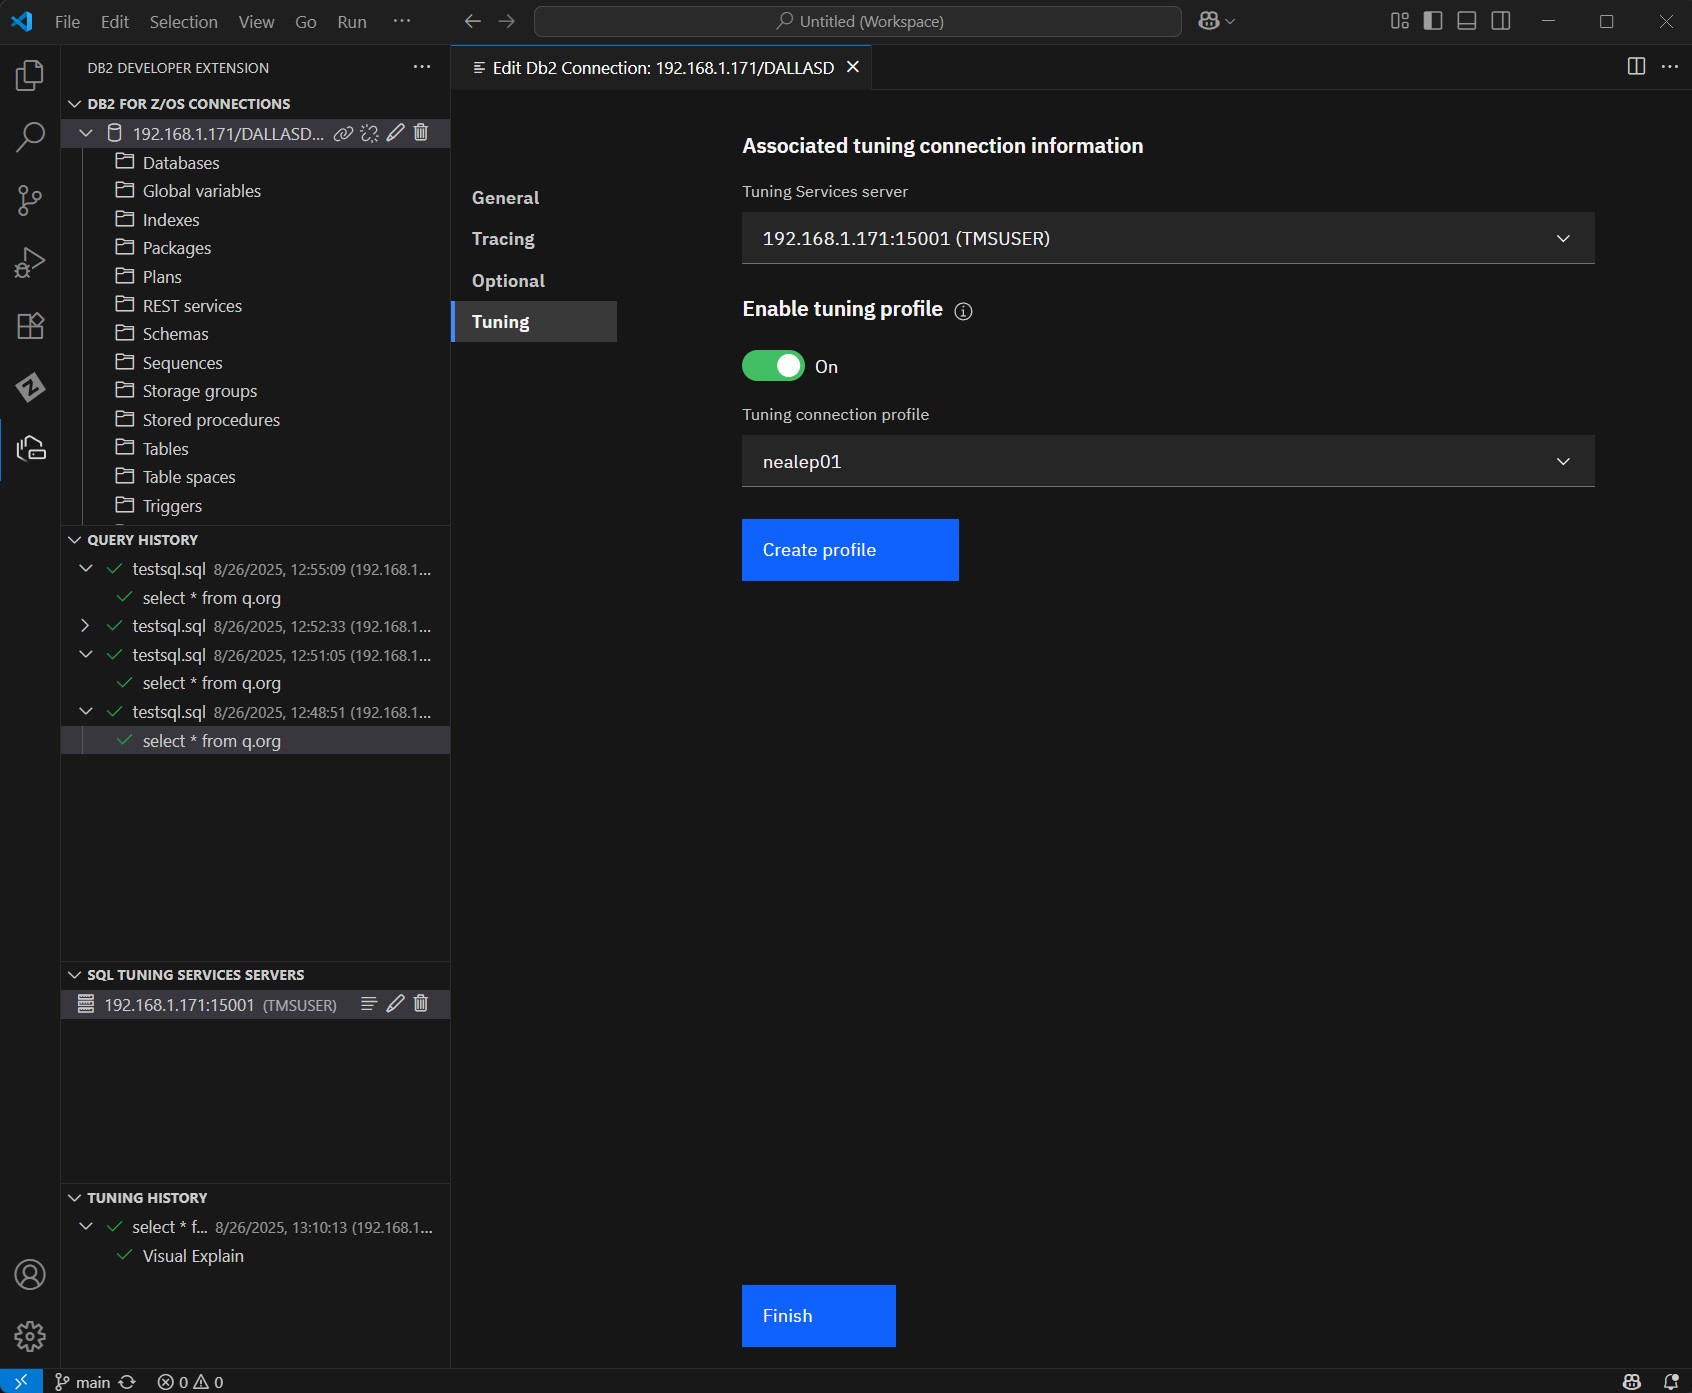 File Edit Selection View Go Run ···
Untitled (Workspace)
DB2 DEVELOPER EXTENSION
DB2 FOR Z/OS CONNECTIONS
192.168.1.171/DALLASD...
Databases
Global variables
Indexes
Packages
Plans
REST services
Schemas
Sequences
Storage groups
Stored procedures
Tables
Table spaces
Triggers
QUERY HISTORY
testsql.sql 8/26/2025, 12:55:09 (192.168.1...
select * from q.org
testsql.sql 8/26/2025, 12:52:33 (192.168.1...
testsql.sql 8/26/2025, 12:51:05 (192.168.1...
select * from q.org
testsql.sql 8/26/2025, 12:48:51 (192.168.1...
select * from q.org
SQL TUNING SERVICES SERVERS
192.168.1.171:15001 (TMSUSER)
TUNING HISTORY
select * f... 8/26/2025, 13:10:13 (192.168.1...
Visual Explain
Edit Db2 Connection: 192.168.1.171/DALLASD
General
Tracing
Optional
Tuning
Associated tuning connection information
Tuning Services server
192.168.1.171:15001 (TMSUSER)
Enable tuning profile
On
Tuning connection profile
nealep01
Create profile
Finish
main 0 0